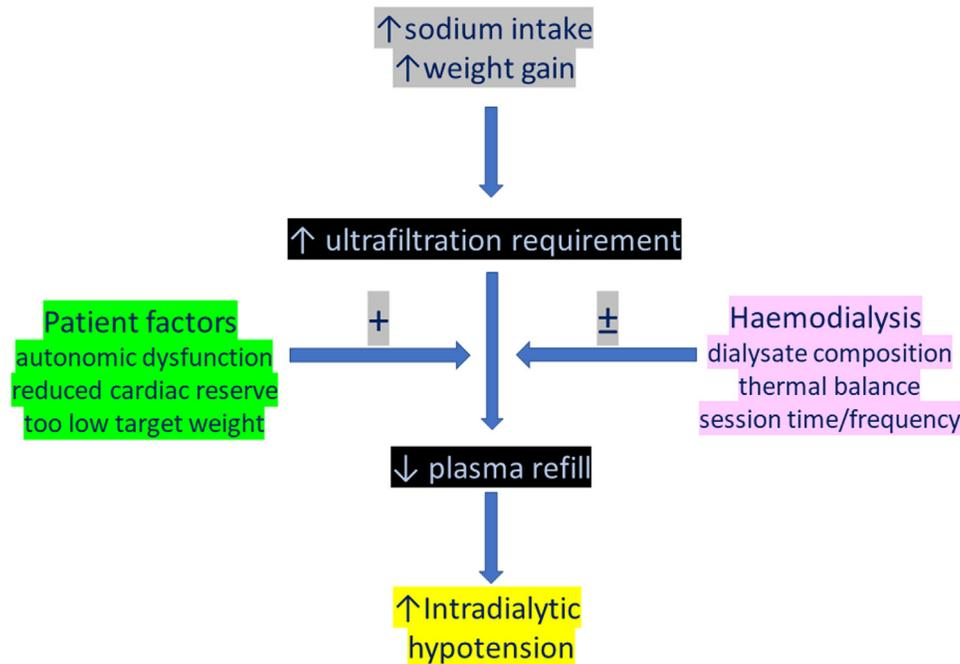 ↑sodium intake
↑weight gain
↑ ultrafiltration requirement
Patient factors
autonomic dysfunction
reduced cardiac reserve
too low target weight
+
±
Haemodialysis
dialysate composition
thermal balance
session time/frequency
↓ plasma refill
↑Intradialytic
hypotension